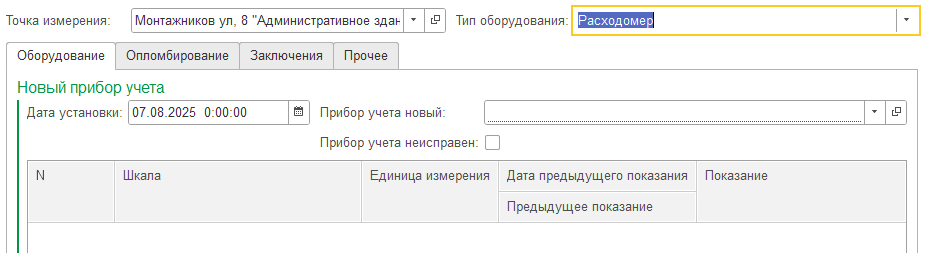 Точка измерения: Монтажников ул, 8 "Административное здан Тип оборудования: Расходомер
Оборудование Опломбирование Заключения Прочее
Новый прибор учета
Дата установки: 07.08.2025 0:00:00 Прибор учета новый:
Прибор учета неисправен:
N Шкала Единица измерения Дата предыдущего показания Показание
Предыдущее показание